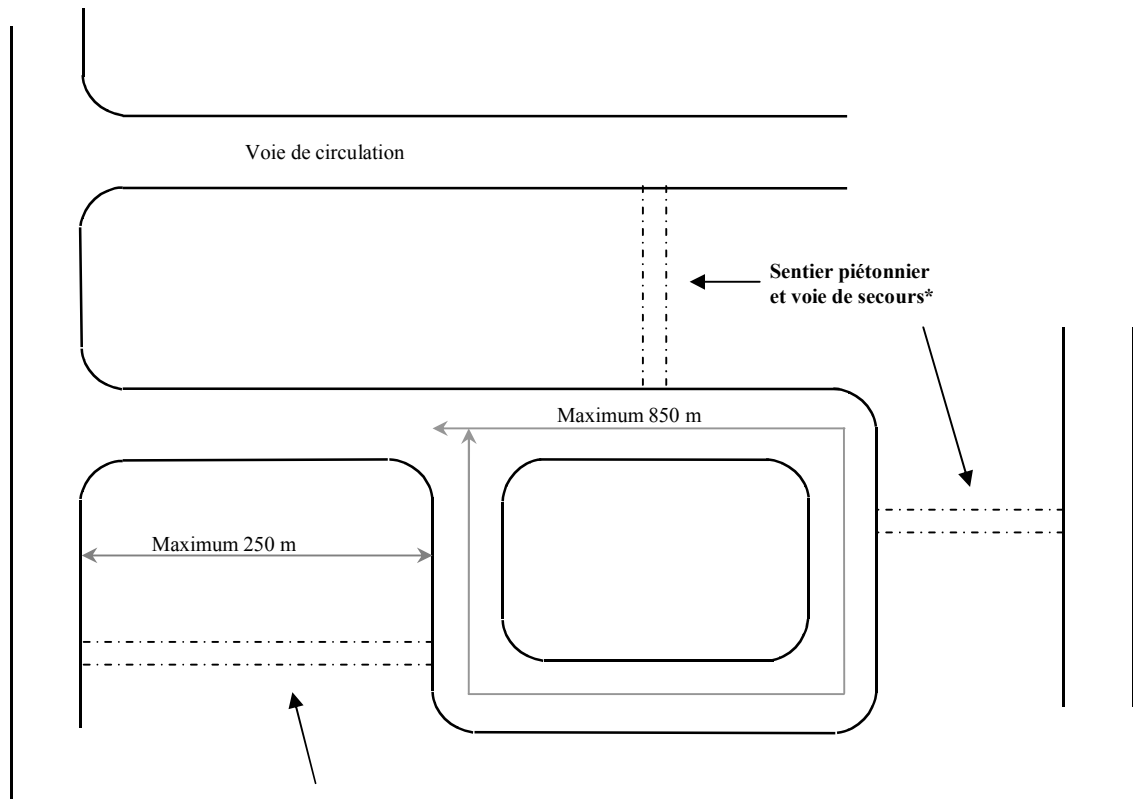 Voie de circulation
Sentier piétonnier
et voie de secours*
Maximum 850 m
Maximum 250 m